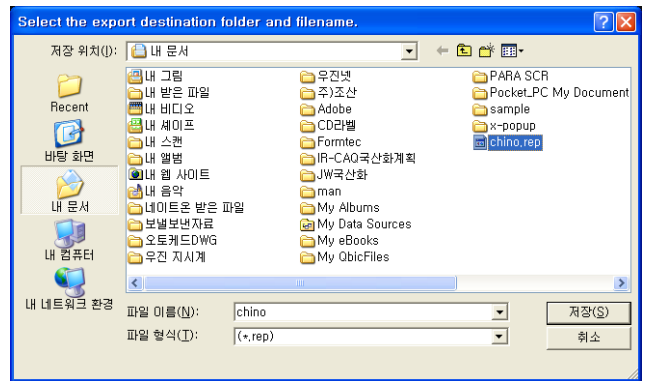 Select the export destination folder and filename.
저장 위치(I):
내 문서
Recent
바탕 화면
내 문서
내 컴퓨터
내 네트워크 환경
내 그림
내 받은 파일
내 비디오
내 셰이프
내 스캔
내 앨범
내 웹 사이트
내 음악
네이트온 받은 파일
보낼보낸자료
오토케드DWG
우진 지시계
우진넷
주)조산
Adobe
CD라벨
Formtec
IR-CAQ국산화계획
JW국산화
man
My Albums
My Data Sources
My eBooks
My QbicFiles
PARA SCR
Pocket_PC My Document
sample
x-popup
chino,rep
파일 이름(N):
chino
저장(S)
파일 형식(T):
(*,rep)
취소